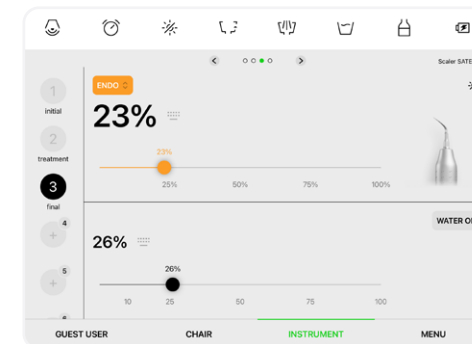 Scaler SATE
1
initial
2
treatment
3
final
4
5
ENDO
23%
23%
25% 50% 75% 100%
WATER
26%
26%
10 25 50 75 100
GUEST USER CHAIR INSTRUMENT MENU